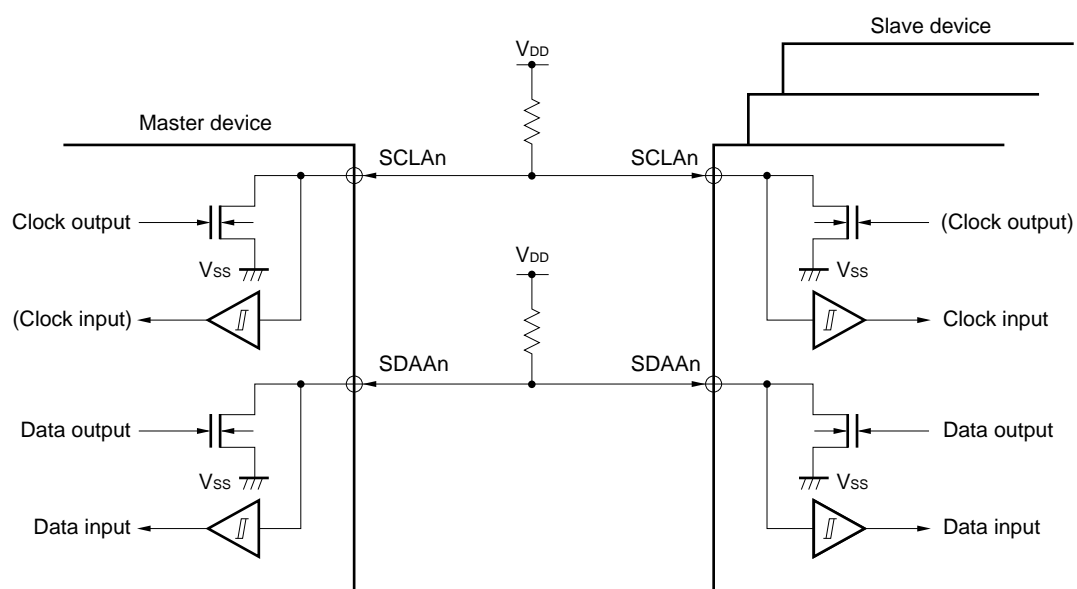 Slave device
VDD
Master device
SCLAn
SCLAn
Clock output
(Clock output)
VSS
VSS
VDD
(Clock input)
Clock input
SDAAn
SDAAn
Data output
Data output
VSS
VSS
Data input
Data input